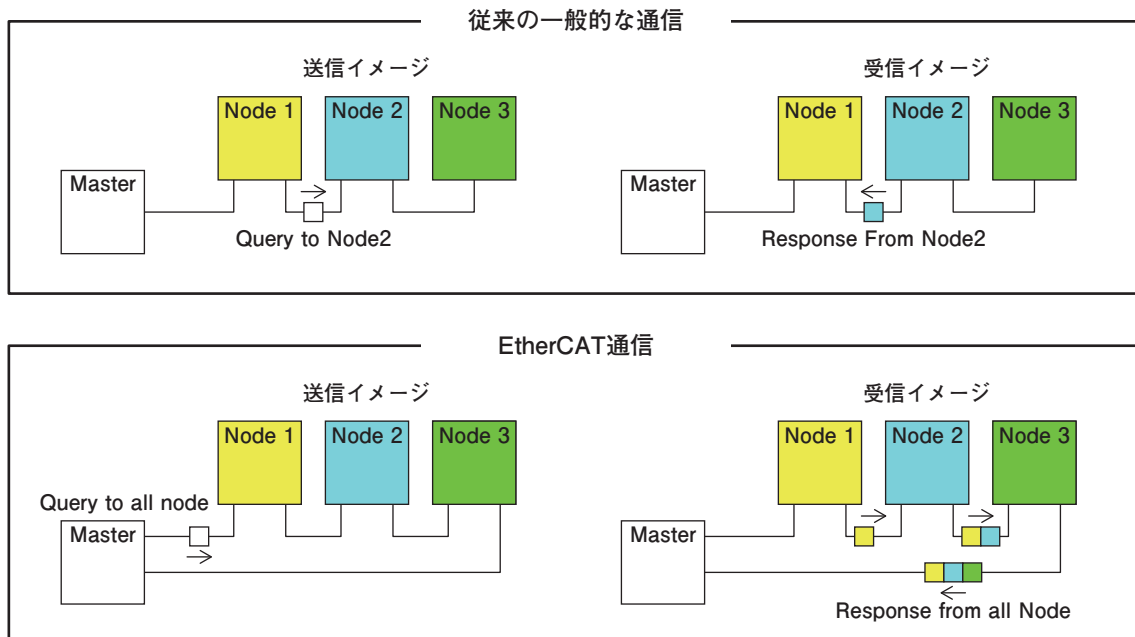 従来の一般的な通信
送信イメージ
Node 1
Node 2
Node 3
Master
Query to Node2
受信イメージ
Node 1
Node 2
Node 3
Master
Response From Node2
EtherCAT通信
送信イメージ
Node 1
Node 2
Node 3
Query to all node
Master
受信イメージ
Node 1
Node 2
Node 3
Master
Response from all Node